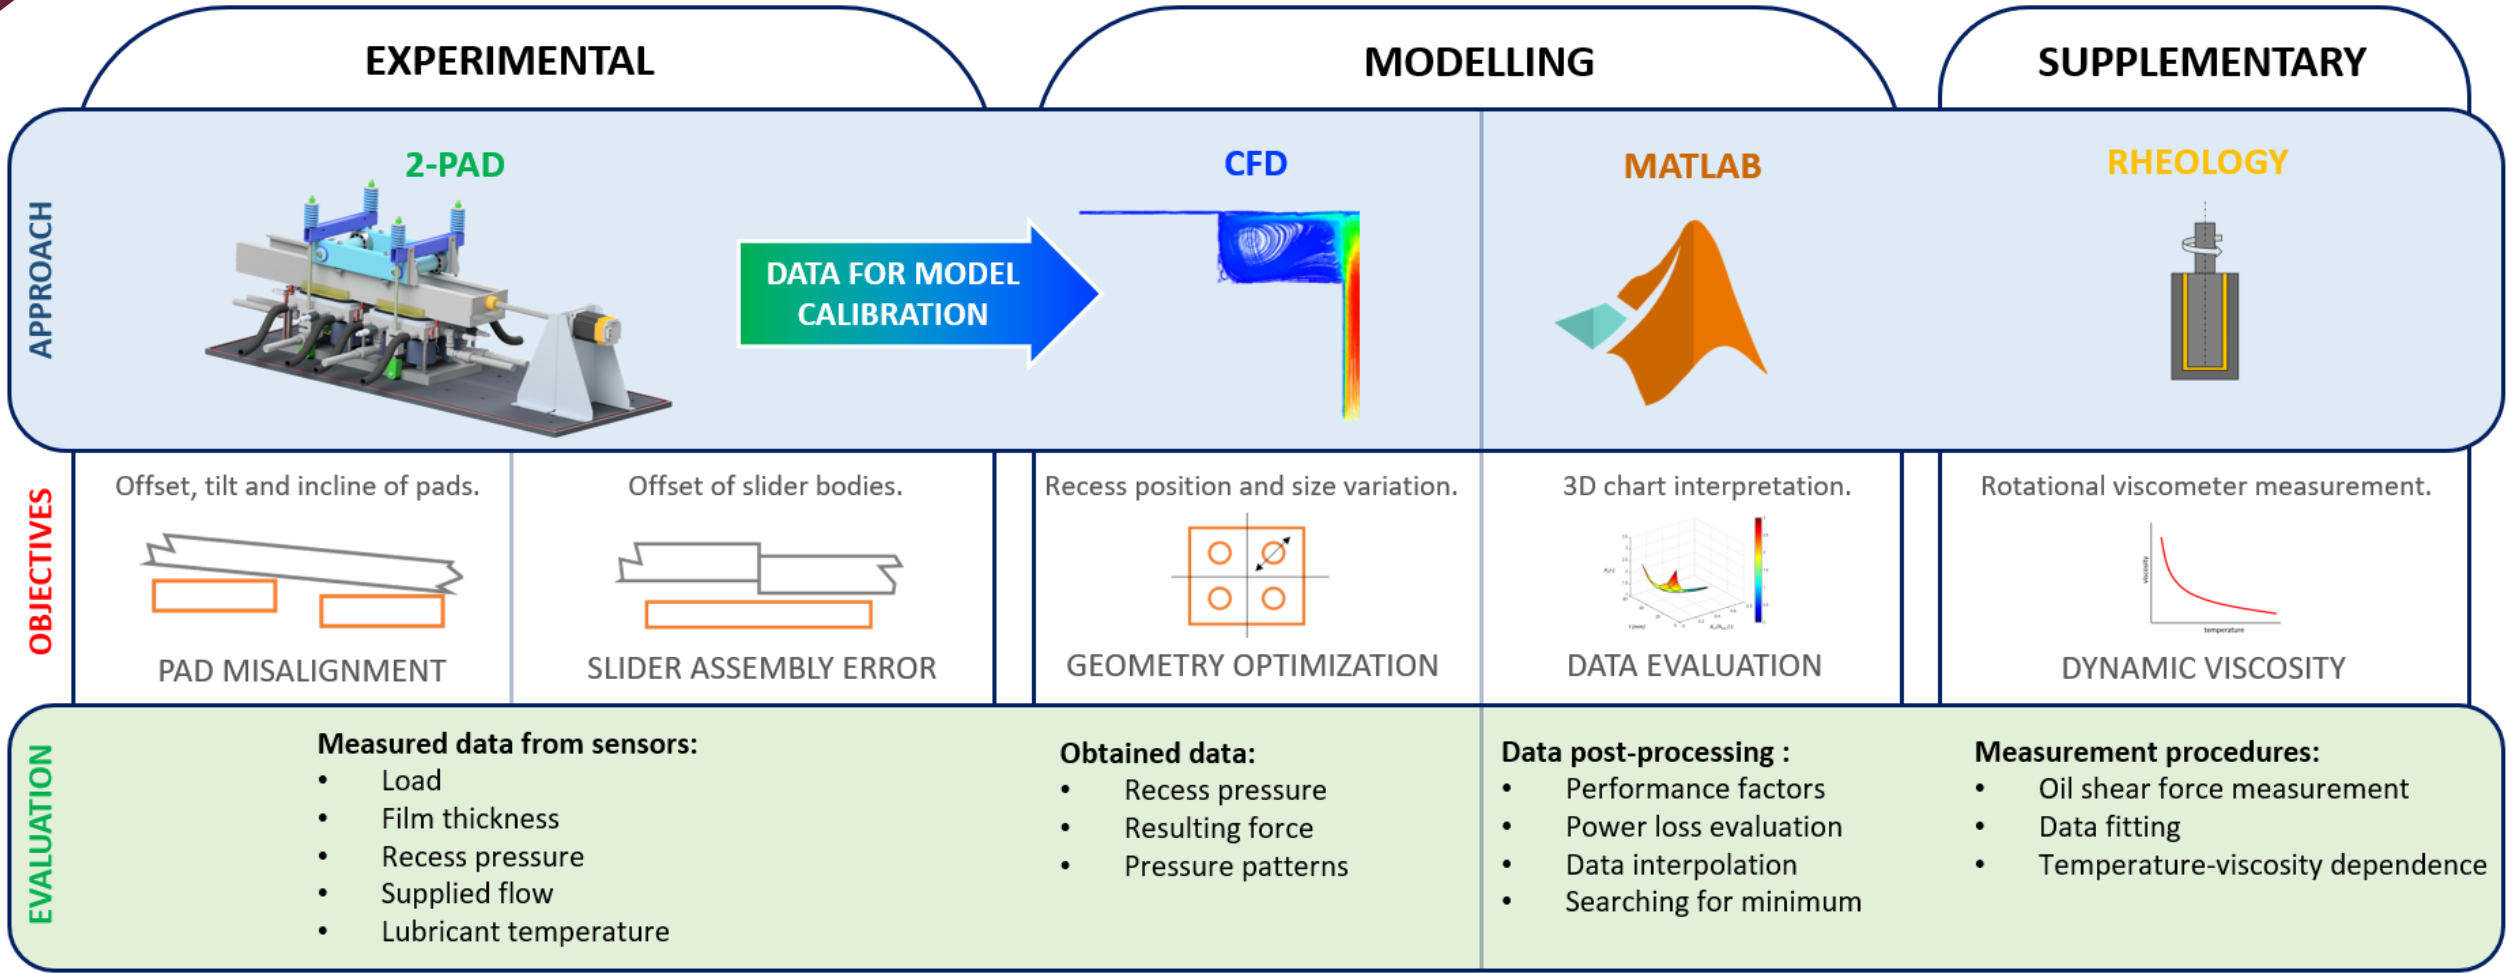 EXPERIMENTAL
MODELLING
SUPPLEMENTARY
APPROACH
2-PAD
DATA FOR MODEL
CALIBRATION
CFD
MATLAB
RHEOLOGY
OBJECTIVES
Offset, tilt and incline of pads.
PAD MISALIGNMENT
Offset of slider bodies.
SLIDER ASSEMBLY ERROR
Recess position and size variation.
GEOMETRY OPTIMIZATION
3D chart interpretation.
DATA EVALUATION
Rotational viscometer measurement.
viscosity
temperature
DYNAMIC VISCOSITY
EVALUATION
Measured data from sensors:
• Load
• Film thickness
• Recess pressure
• Supplied flow
• Lubricant temperature
Obtained data:
• Recess pressure
• Resulting force
• Pressure patterns
Data post-processing :
• Performance factors
• Power loss evaluation
• Data interpolation
• Searching for minimum
Measurement procedures:
• Oil shear force measurement
• Data fitting
• Temperature-viscosity dependence